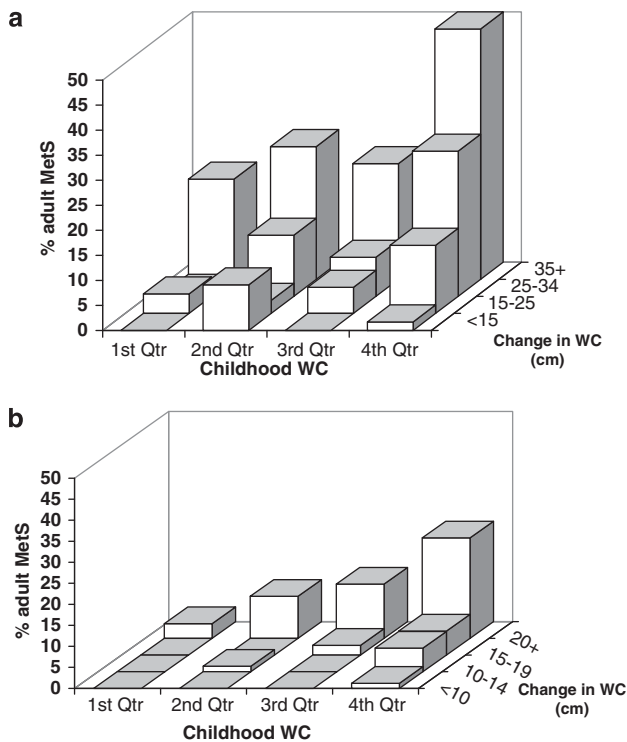 a
50
45
40
35
30
25
20
15
10
5
0
% adult MetS
1st Qtr 2nd Qtr 3rd Qtr 4th Qtr
Childhood WC
35+
25-34
15-25
<15
Change in WC
(cm)
b
50
45
40
35
30
25
20
15
10
5
0
% adult MetS
1st Qtr 2nd Qtr 3rd Qtr 4th Qtr
Childhood WC
20+
15-19
10-14
<10
Change in WC
(cm)